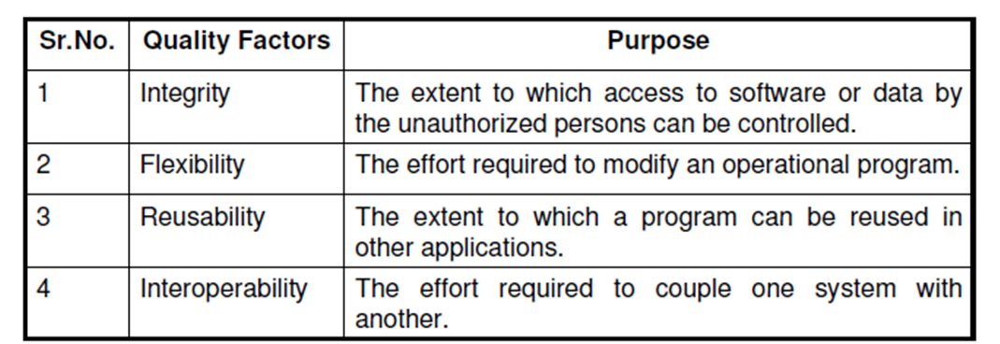 Sr.No. Quality Factors Purpose
1 Integrity The extent to which access to software or data by
the unauthorized persons can be controlled.
2 Flexibility The effort required to modify an operational program.
3 Reusability The extent to which a program can be reused in
other applications.
4 Interoperability The effort required to couple one system with
another.